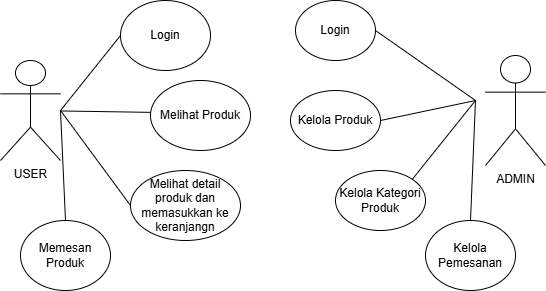 Login
Melihat Produk
USER
Melihat detail
produk dan
memasukkan ke
keranjangn
Memesan
Produk
Login
Kelola Produk
Kelola Kategori
Produk
ADMIN
Kelola
Pemesanan